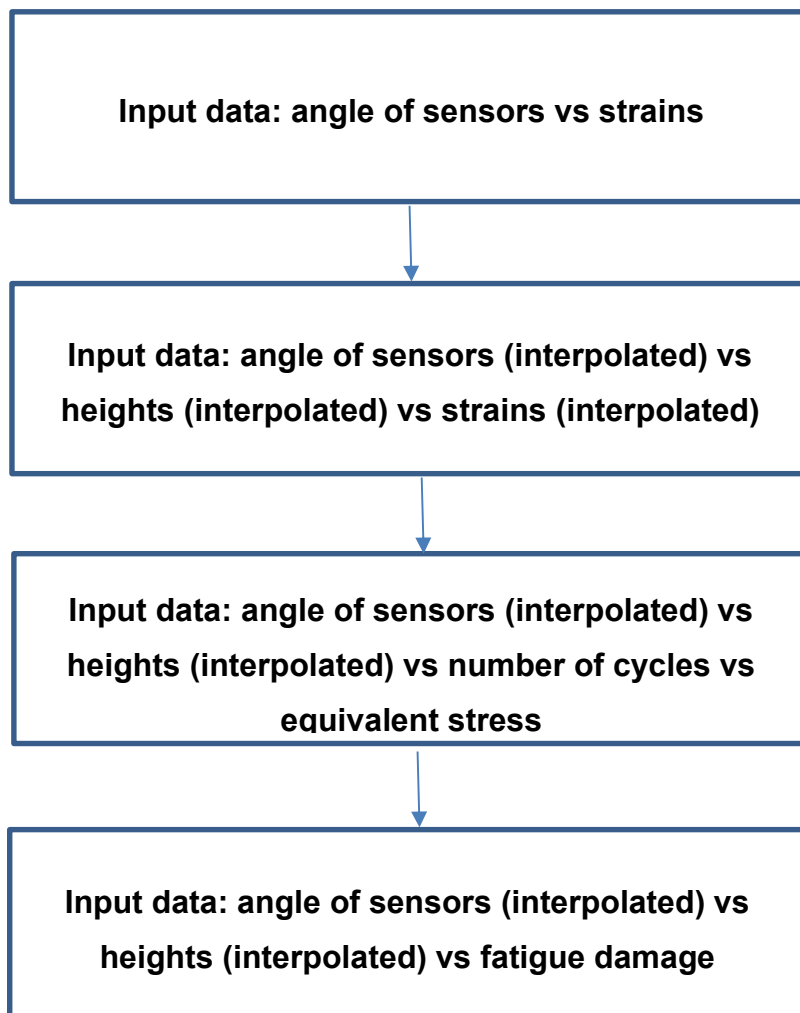 Input data: angle of sensors vs strains
Input data: angle of sensors (interpolated) vs
heights (interpolated) vs strains (interpolated)
Input data: angle of sensors (interpolated) vs
heights (interpolated) vs number of cycles vs
equivalent stress
Input data: angle of sensors (interpolated) vs
heights (interpolated) vs fatigue damage